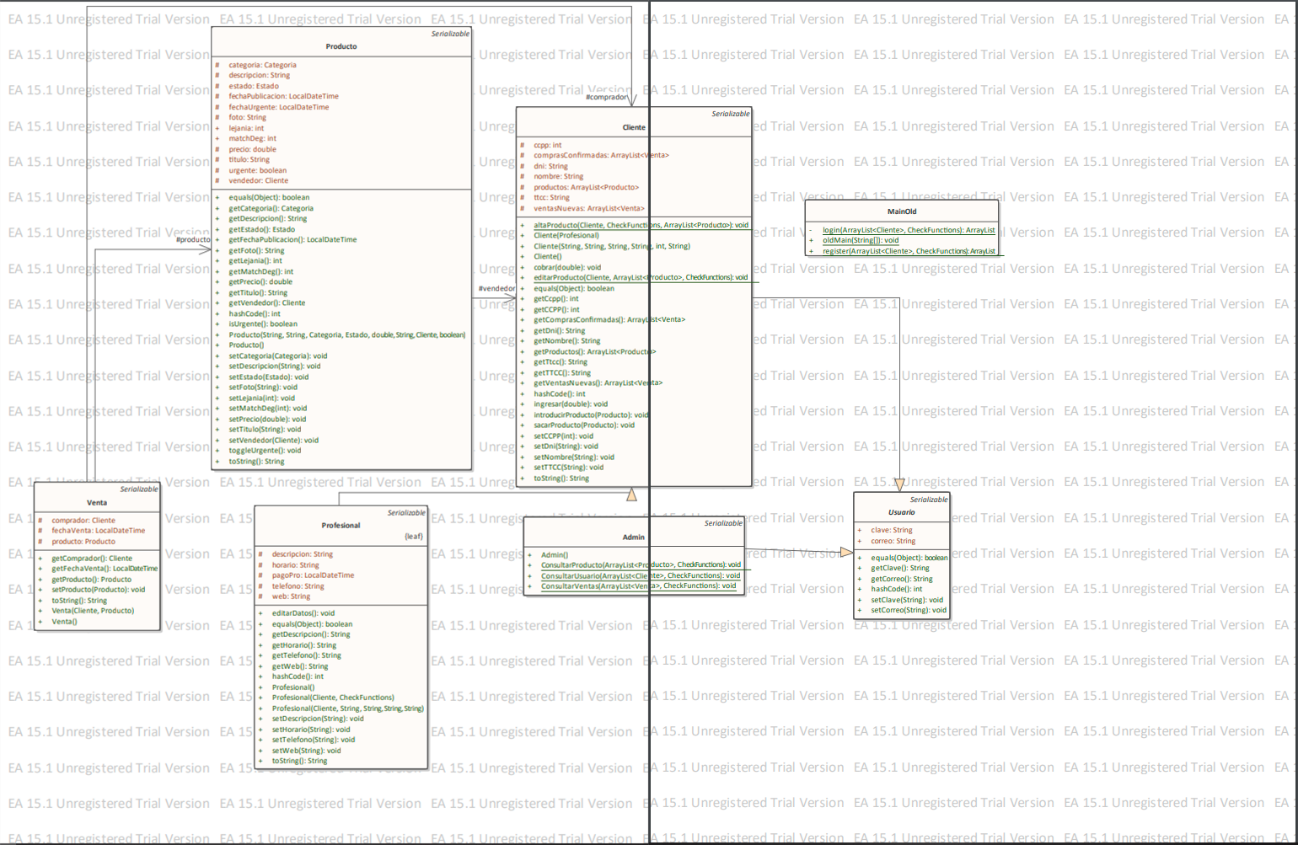 EA 15.1 Unregistered Trial Version
Serializable
Producto
# categoria: Categoria
# descripcion: String
# estado: Estado
# fechaPublicacion: LocalDateTime
# fechaUrgente: LocalDateTime
# foto: String
+ lejania: int
+ matchDeg: int
# precio: double
# titulo: String
# urgente: boolean
# vendedor: Cliente
+ equals(Object): boolean
+ getCategoria(): Categoria
+ getDescripcion(): String
+ getEstado(): Estado
+ getFechaPublicacion(): LocalDateTime
+ getFoto(): String
+ getLejania(): int
+ getMatchDeg(): int
+ getPrecio(): double
+ getTitulo(): String
+ getVendedor(): Cliente
+ hashCode(): int
+ isUrgente(): boolean
+ Producto(String, String, Categoria, Estado, double, String, Cliente, boolean)
+ Producto()
+ setCategoria(Categoria): void
+ setDescripcion(String): void
+ setEstado(Estado): void
+ setFoto(String): void
+ setLejania(int): void
+ setMatchDeg(int): void
+ setPrecio(double): void
+ setTitulo(String): void
+ setVendedor(Cliente): void
+ toggleUrgente(): void
+ toString(): String
#comprador
#producto
#vendedor
Serializable
Cliente
# ccpp: int
# comprasConfirmadas: ArrayList<Venta>
# dni: String
# nombre: String
# productos: ArrayList<Producto>
# ttcc: String
# ventasNuevas: ArrayList<Venta>
+ altaProducto(Cliente, CheckFunctions, ArrayList<Producto>): void
+ Cliente(Profesional)
+ Cliente(String, String, String, String, int, String)
+ Cliente()
+ cobrar(double): void
+ editarProducto(Cliente, ArrayList<Producto>, CheckFunctions): void
+ equals(Object): boolean
+ getCcpp(): int
+ getCCPP(): int
+ getComprasConfirmadas(): ArrayList<Venta>
+ getDni(): String
+ getNombre(): String
+ getProductos(): ArrayList<Producto>
+ getTtcc(): String
+ getTTCC(): String
+ getVentasNuevas(): ArrayList<Venta>
+ hashCode(): int
+ ingresar(double): void
+ introducirProducto(Producto): void
+ sacarProducto(Producto): void
+ setCCPP(int): void
+ setDni(String): void
+ setNombre(String): void
+ setTTCC(String): void
+ toString(): String
MainOld
- login(ArrayList<Cliente>, CheckFunctions): ArrayList
+ oldMain(String[]): void
+ register(ArrayList<Cliente>, CheckFunctions): ArrayList
Serializable
Venta
# comprador: Cliente
# fechaVenta: LocalDateTime
# producto: Producto
+ getComprador(): Cliente
+ getFechaVenta(): LocalDateTime
+ getProducto(): Producto
+ setProducto(Producto): void
+ toString(): String
+ Venta(Cliente, Producto)
+ Venta()
Serializable
Profesional
{leaf}
# descripcion: String
# horario: String
# pagoPro: LocalDateTime
# telefono: String
# web: String
+ editarDatos(): void
+ equals(Object): boolean
+ getDescripcion(): String
+ getHorario(): String
+ getTelefono(): String
+ getWeb(): String
+ hashCode(): int
+ Profesional()
+ Profesional(Cliente, CheckFunctions)
+ Profesional(Cliente, String, String, String, String)
+ setDescripcion(String): void
+ setHorario(String): void
+ setTelefono(String): void
+ setWeb(String): void
+ toString(): String
Serializable
Admin
+ Admin()
+ ConsultarProducto(ArrayList<Producto>, CheckFunctions): void
+ ConsultarUsuario(ArrayList<Cliente>, CheckFunctions): void
+ ConsultarVentas(ArrayList<Venta>, CheckFunctions): void
Serializable
Usuario
+ clave: String
+ correo: String
+ equals(Object): boolean
+ getClave(): String
+ getCorreo(): String
+ hashCode(): int
+ setClave(String): void
+ setCorreo(String): void